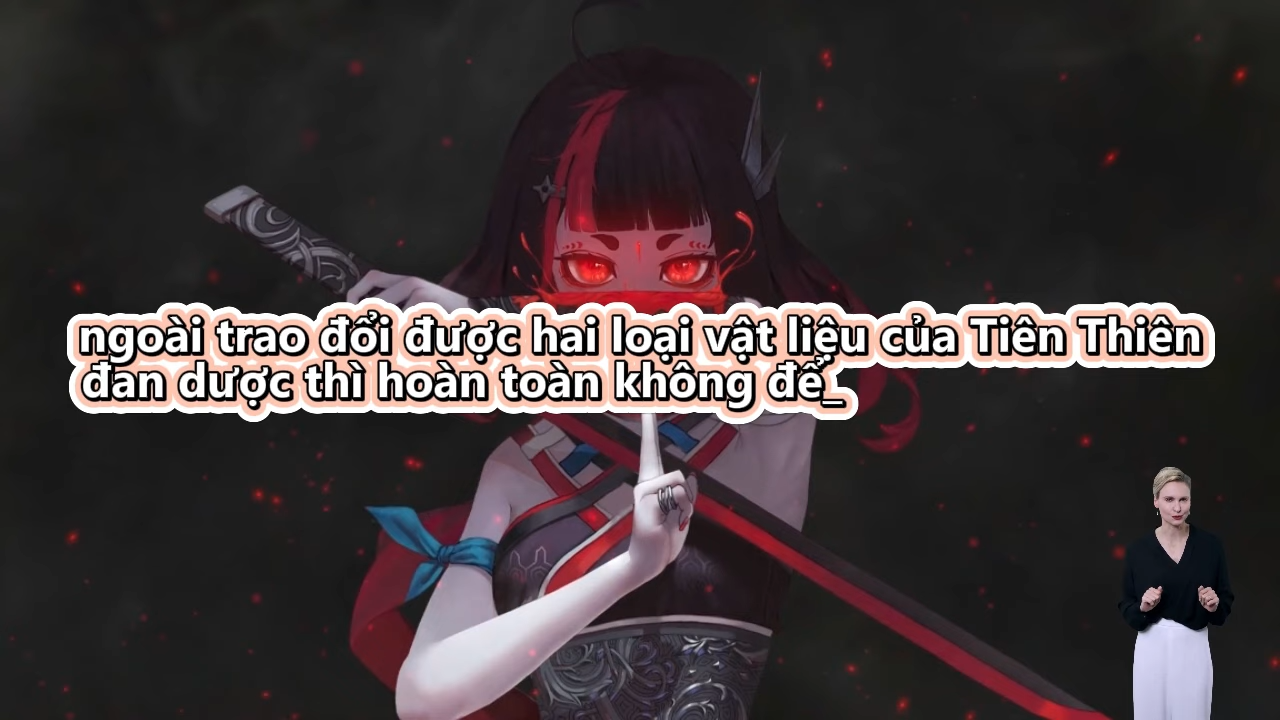 ngoài trao đổi được hai loại vật liệu của Tiên Thiên
đan dược thì hoàn toàn không để_